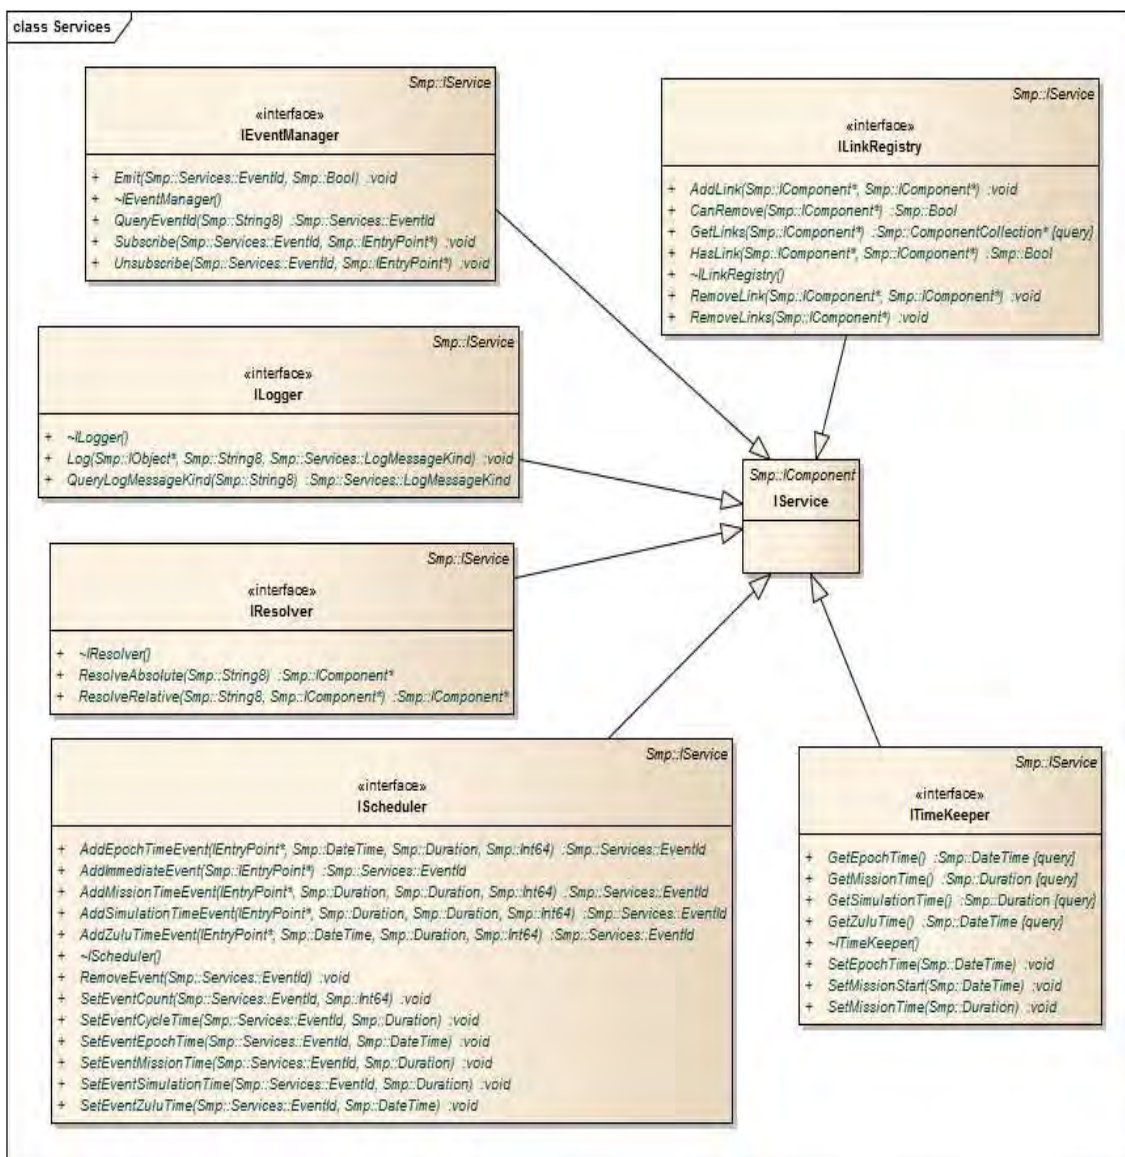 class Services
Smp::IService
«interface»
IEventManager
+ Emit(Smp::Services::EventId, Smp::Bool) :void
+ ~IEventManager()
+ QueryEventId(Smp::String8) :Smp::Services::EventId
+ Subscribe(Smp::Services::EventId, Smp::IEntryPoint*) :void
+ Unsubscribe(Smp::Services::EventId, Smp::IEntryPoint*) :void
Smp::IService
«interface»
ILinkRegistry
+ AddLink(Smp::IComponent*, Smp::IComponent*) :void
+ CanRemove(Smp::IComponent*) :Smp::Bool
+ GetLinks(Smp::IComponent*) :Smp::ComponentCollection* {query}
+ HasLink(Smp::IComponent*, Smp::IComponent*) :Smp::Bool
+ ~ILinkRegistry()
+ RemoveLink(Smp::IComponent*, Smp::IComponent*) :void
+ RemoveLinks(Smp::IComponent*) :void
Smp::IService
«interface»
ILogger
+ ~ILogger()
+ Log(Smp::IObject*, Smp::String8, Smp::Services::LogMessageKind) :void
+ QueryLogMessageKind(Smp::String8) :Smp::Services::LogMessageKind
Smp::IComponent
IService
Smp::IService
«interface»
IResolver
+ ~IResolver()
+ ResolveAbsolute(Smp::String8) :Smp::IComponent*
+ ResolveRelative(Smp::String8, Smp::IComponent*) :Smp::IComponent*
Smp::IService
«interface»
IScheduler
+ AddEpochTimeEvent(IEntryPoint*, Smp::DateTime, Smp::Duration, Smp::Int64) :Smp::Services::EventId
+ AddImmediateEvent(Smp::IEntryPoint*) :Smp::Services::EventId
+ AddMissionTimeEvent(IEntryPoint*, Smp::Duration, Smp::Duration, Smp::Int64) :Smp::Services::EventId
+ AddSimulationTimeEvent(IEntryPoint*, Smp::Duration, Smp::Duration, Smp::Int64) :Smp::Services::EventId
+ AddZuluTimeEvent(IEntryPoint*, Smp::DateTime, Smp::Duration, Smp::Int64) :Smp::Services::EventId
+ ~IScheduler()
+ RemoveEvent(Smp::Services::EventId) :void
+ SetEventCount(Smp::Services::EventId, Smp::Int64) :void
+ SetEventCycleTime(Smp::Services::EventId, Smp::Duration) :void
+ SetEventEpochTime(Smp::Services::EventId, Smp::DateTime) :void
+ SetEventMissionTime(Smp::Services::EventId, Smp::Duration) :void
+ SetEventSimulationTime(Smp::Services::EventId, Smp::Duration) :void
+ SetEventZuluTime(Smp::Services::EventId, Smp::DateTime) :void
Smp::IService
«interface»
ITimeKeeper
+ GetEpochTime() :Smp::DateTime {query}
+ GetMissionTime() :Smp::Duration {query}
+ GetSimulationTime() :Smp::Duration {query}
+ GetZuluTime() :Smp::DateTime {query}
+ ~ITimeKeeper()
+ SetEpochTime(Smp::DateTime) :void
+ SetMissionStart(Smp::DateTime) :void
+ SetMissionTime(Smp::Duration) :void